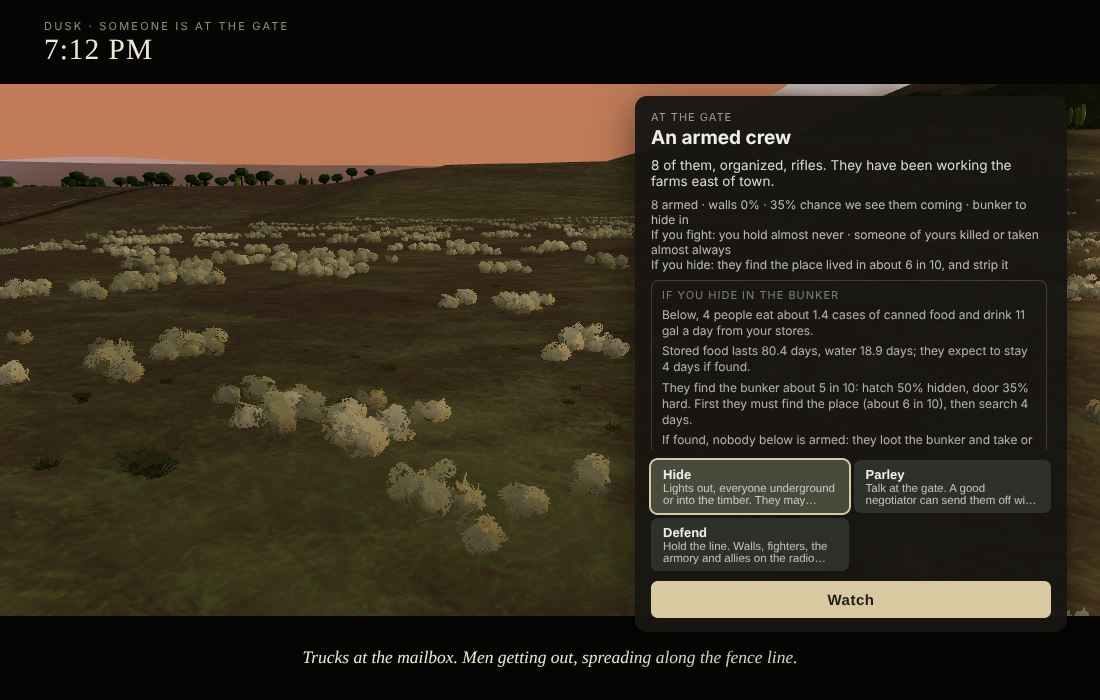 DUSK · SOMEONE IS AT THE GATE
7:12 PM
AT THE GATE
An armed crew
8 of them, organized, rifles. They have been working the
farms east of town.
8 armed · walls 0% · 35% chance we see them coming · bunker to
hide in
If you fight: you hold almost never · someone of yours killed or taken
almost always
If you hide: they find the place lived in about 6 in 10, and strip it
IF YOU HIDE IN THE BUNKER
Below, 4 people eat about 1.4 cases of canned food and drink 11
gal a day from your stores.
Stored food lasts 80.4 days, water 18.9 days; they expect to stay
4 days if found.
They find the bunker about 5 in 10: hatch 50% hidden, door 35%
hard. First they must find the place (about 6 in 10), then search 4
days.
If found, nobody below is armed: they loot the bunker and take or
Hide
Lights out, everyone underground
or into the timber. They may…
Parley
Talk at the gate. A good
negotiator can send them off wi…
Defend
Hold the line. Walls, fighters, the
armory and allies on the radio…
Watch
Trucks at the mailbox. Men getting out, spreading along the fence line.